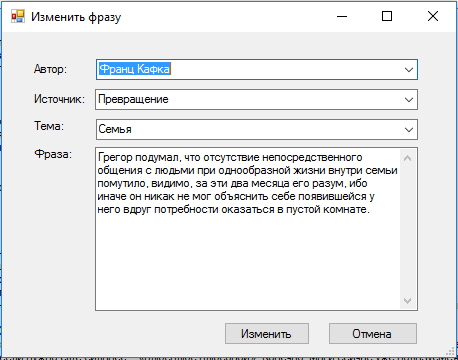 Изменить фразу
Автор: Франц Кафка
Источник: Превращение
Тема: Семья
Фраза: Грегор подумал, что отсутствие непосредственного
общения с людьми при однообразной жизни внутри семьи
помутило, видимо, за эти два месяца его разум, ибо
иначе он никак не мог объяснить себе появившейся у
него вдруг потребности оказаться в пустой комнате.
Изменить Отмена